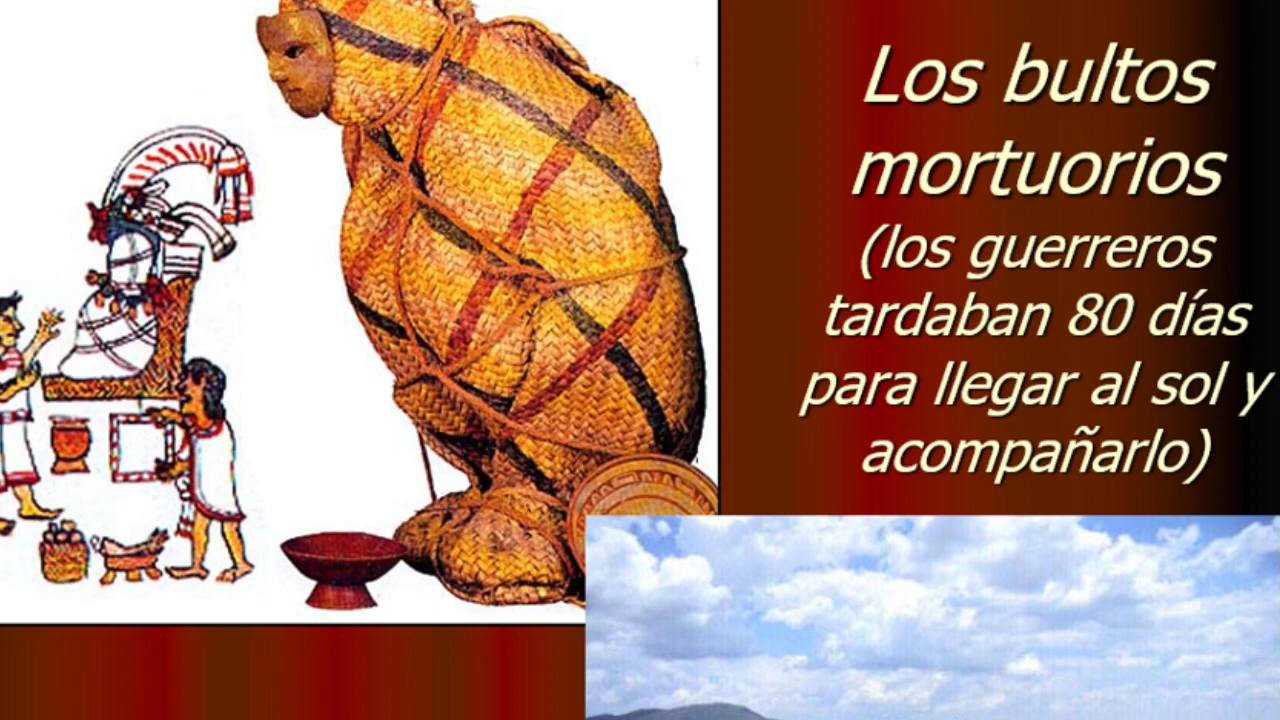 Los bultos
mortuorios
(los guerreros
tardaban 80 días
para llegar al sol y
acompañarlo)